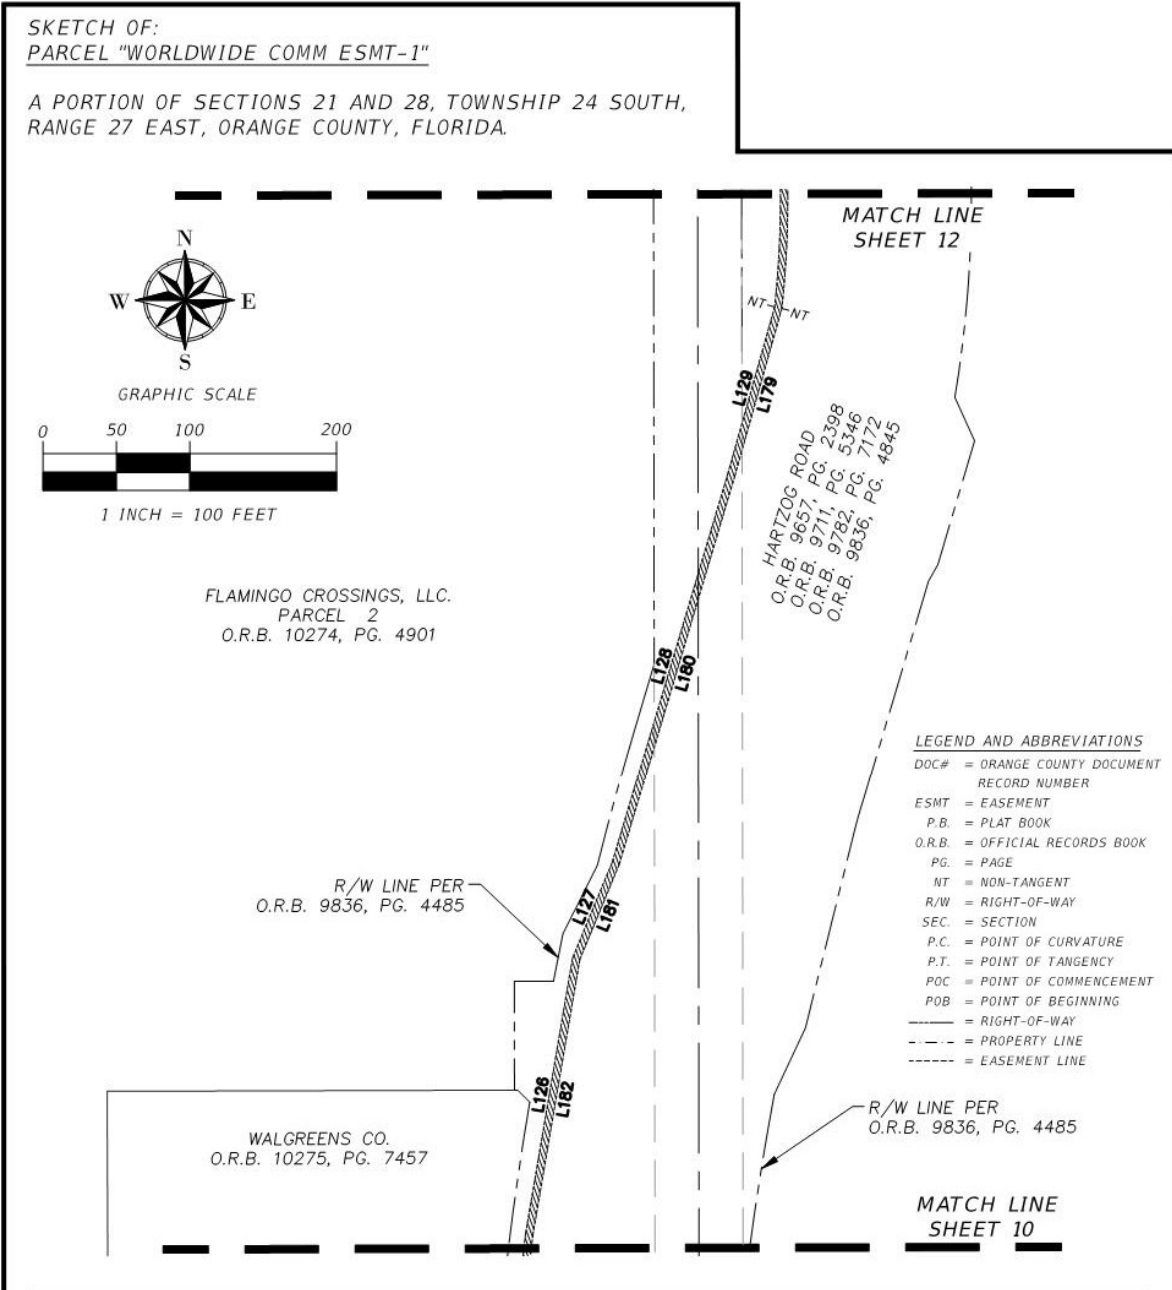 SKETCH OF:
PARCEL "WORLDWIDE COMM ESMT-1"
A PORTION OF SECTIONS 21 AND 28, TOWNSHIP 24 SOUTH,
RANGE 27 EAST, ORANGE COUNTY, FLORIDA.
MATCH LINE
SHEET 12
N
W E
S
GRAPHIC SCALE
0 50 100 200
1 INCH = 100 FEET
NT NT
L129
L179
HARTZOG ROAD
O.R.B. 9657, PG. 2398
O.R.B. 9711, PG. 5346
O.R.B. 9782, PG. 7172
O.R.B. 9836, PG. 4845
FLAMINGO CROSSINGS, LLC.
PARCEL 2
O.R.B. 10274, PG. 4901
L128
L180
LEGEND AND ABBREVIATIONS
DOC# = ORANGE COUNTY DOCUMENT
RECORD NUMBER
ESMT = EASEMENT
P.B. = PLAT BOOK
O.R.B. = OFFICIAL RECORDS BOOK
PG. = PAGE
NT = NON-TANGENT
R/W = RIGHT-OF-WAY
SEC. = SECTION
P.C. = POINT OF CURVATURE
P.T. = POINT OF TANGENCY
POC = POINT OF COMMENCEMENT
POB = POINT OF BEGINNING
= RIGHT-OF-WAY
= PROPERTY LINE
= EASEMENT LINE
R/W LINE PER
O.R.B. 9836, PG. 4485
L127
L181
L126
L182
WALGREENS CO.
O.R.B. 10275, PG. 7457
R/W LINE PER
O.R.B. 9836, PG. 4485
MATCH LINE
SHEET 10